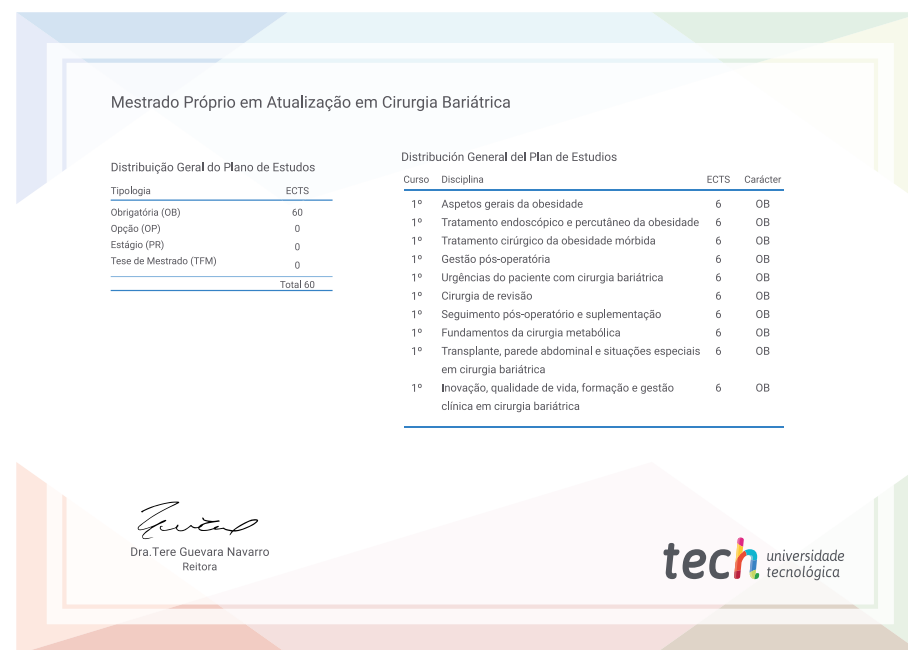 Mestrado Próprio em Atualização em Cirurgia Bariátrica
Distribuição Geral do Plano de Estudos
Tipologia ECTS
Obrigatória (OB) 60
Opção (OP) 0
Estágio (PR) 0
Tese de Mestrado (TFM) 0
Total 60
Distribución General del Plan de Estudios
Curso Disciplina ECTS Carácter
1º Aspetos gerais da obesidade 6 OB
1º Tratamento endoscópico e percutâneo da obesidade 6 OB
1º Tratamento cirúrgico da obesidade mórbida 6 OB
1º Gestão pós-operatória 6 OB
1º Urgências do paciente com cirurgia bariátrica 6 OB
1º Cirurgia de revisão 6 OB
1º Seguimento pós-operatório e suplementação 6 OB
1º Fundamentos da cirurgia metabólica 6 OB
1º Transplante, parede abdominal e situações especiais 6 OB
em cirurgia bariátrica
1º Inovação, qualidade de vida, formação e gestão 6 OB
clínica em cirurgia bariátrica
Dra.Tere Guevara Navarro
Reitora
tech universidade
tecnológica